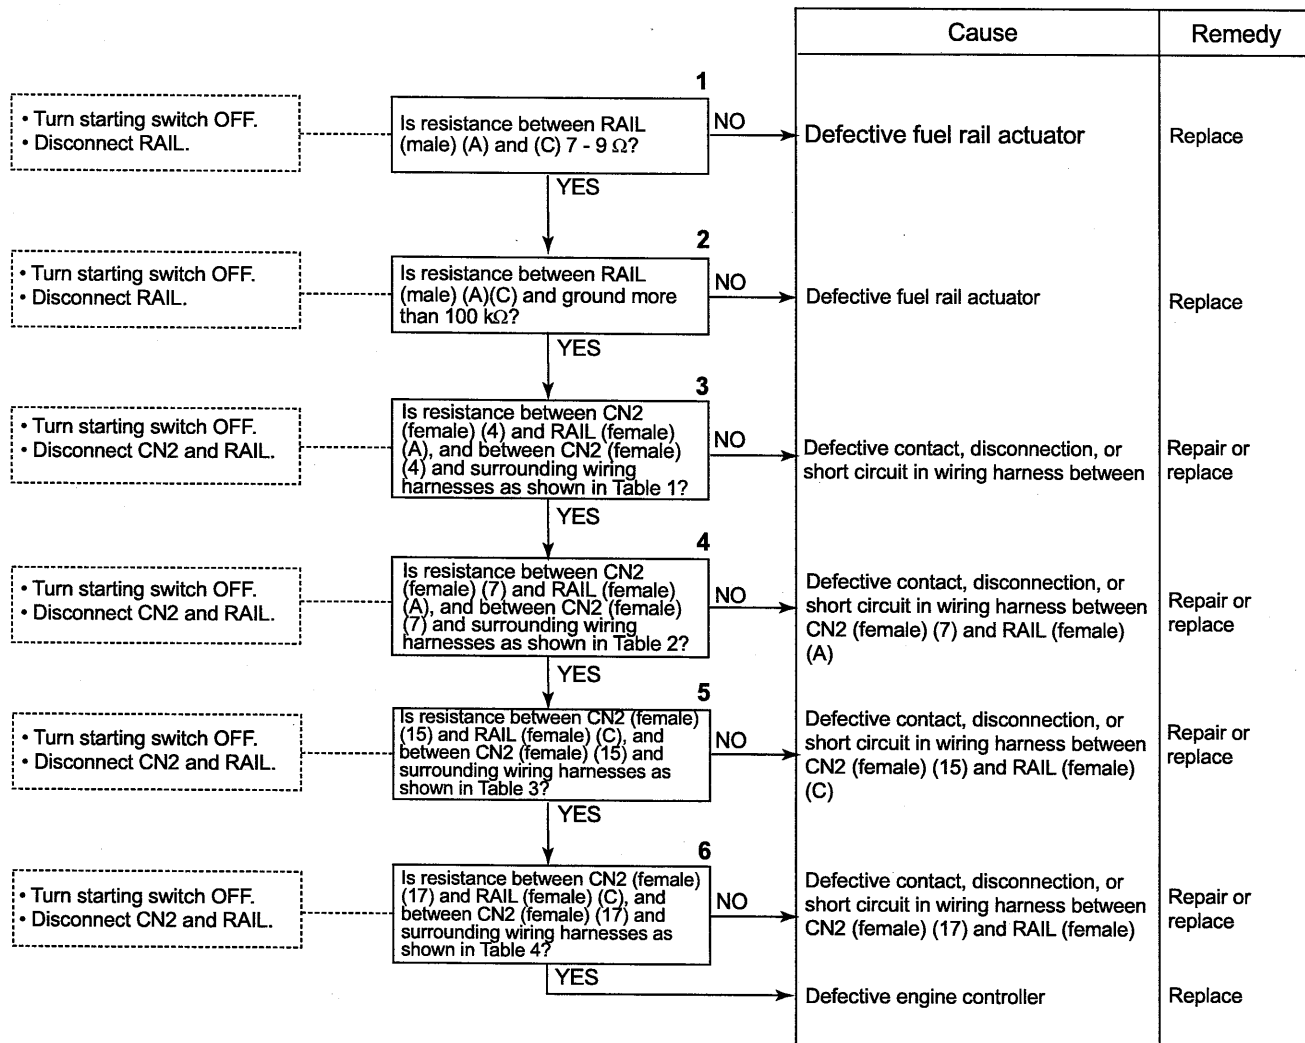 Cause
Remedy
1
• Turn starting switch OFF.
• Disconnect RAIL.
Is resistance between RAIL
(male) (A) and (C) 7 - 9 Ω?
NO
Defective fuel rail actuator
Replace
YES
2
• Turn starting switch OFF.
• Disconnect RAIL.
Is resistance between RAIL
(male) (A)(C) and ground more
than 100 kΩ?
NO
Defective fuel rail actuator
Replace
YES
3
• Turn starting switch OFF.
• Disconnect CN2 and RAIL.
Is resistance between CN2
(female) (4) and RAIL (female)
(A), and between CN2 (female)
(4) and surrounding wiring
harnesses as shown in Table 1?
NO
Defective contact, disconnection, or
short circuit in wiring harness between
Repair or
replace
YES
4
• Turn starting switch OFF.
• Disconnect CN2 and RAIL.
Is resistance between CN2
(female) (7) and RAIL (female)
(A), and between CN2 (female)
(7) and surrounding wiring
harnesses as shown in Table 2?
NO
Defective contact, disconnection, or
short circuit in wiring harness between
CN2 (female) (7) and RAIL (female)
(A)
Repair or
replace
YES
5
• Turn starting switch OFF.
• Disconnect CN2 and RAIL.
Is resistance between CN2 (female)
(15) and RAIL (female) (C), and
between CN2 (female) (15) and
surrounding wiring harnesses as
shown in Table 3?
NO
Defective contact, disconnection, or
short circuit in wiring harness between
CN2 (female) (15) and RAIL (female)
(C)
Repair or
replace
YES
6
• Turn starting switch OFF.
• Disconnect CN2 and RAIL.
Is resistance between CN2 (female)
(17) and RAIL (female) (C), and
between CN2 (female) (17) and
surrounding wiring harnesses as
shown in Table 4?
NO
Defective contact, disconnection, or
short circuit in wiring harness between
CN2 (female) (17) and RAIL (female)
Repair or
replace
YES
Defective engine controller
Replace